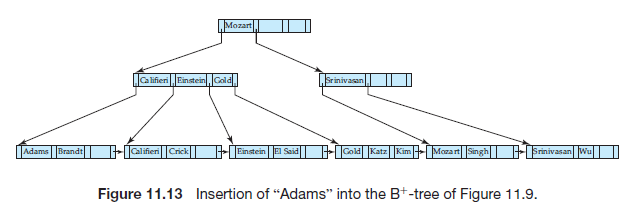 Mozart
Califieri Einstein Gold
Srinivasan
Adams Brandt
Califieri Crick
Einstein El Said
Gold Katz Kim
Mozart Singh
Srinivasan Wu
Figure 11.13 Insertion of “Adams” into the B+-tree of Figure 11.9.